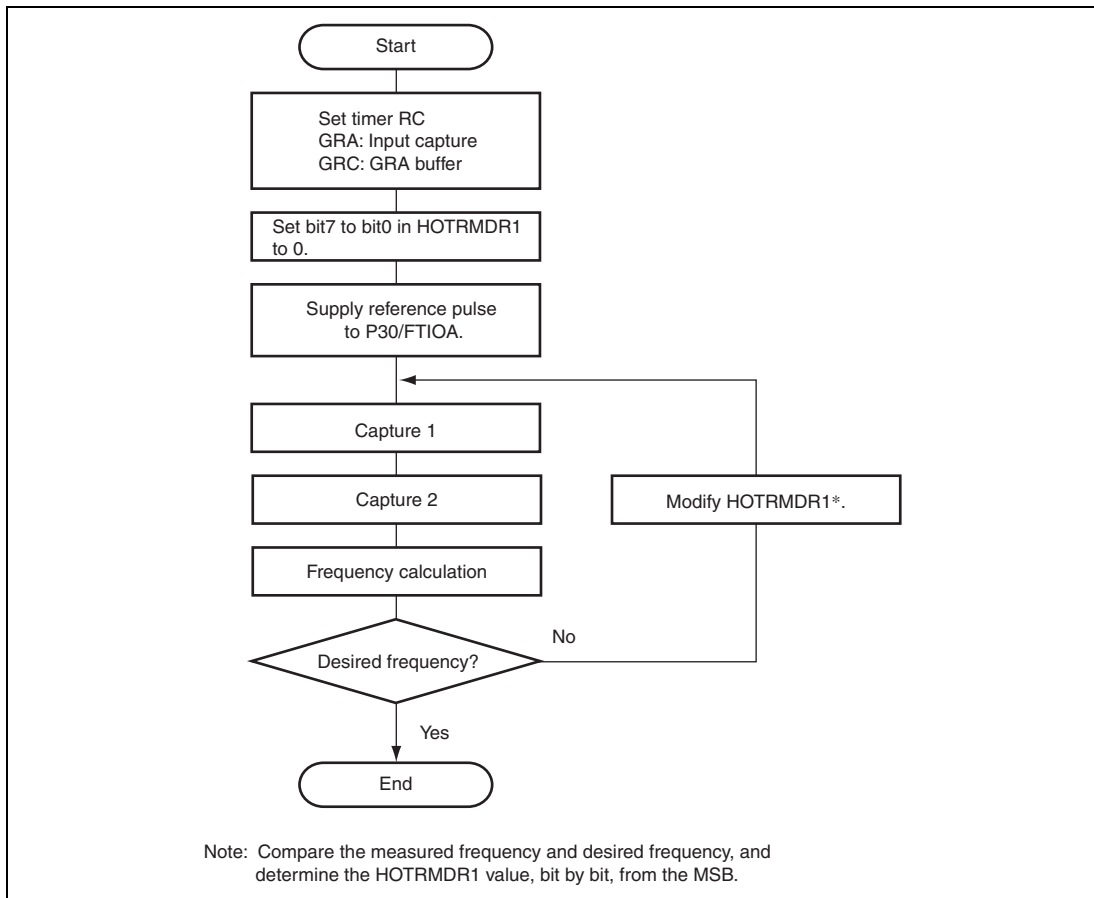 Start
Set timer RC
GRA: Input capture
GRC: GRA buffer
Set bit7 to bit0 in HOTRMDR1
to 0.
Supply reference pulse
to P30/FTIOA.
Capture 1
Capture 2
Modify HOTRMDR1*.
Frequency calculation
Desired frequency?
No
Yes
End
Note: Compare the measured frequency and desired frequency, and
determine the HOTRMDR1 value, bit by bit, from the MSB.